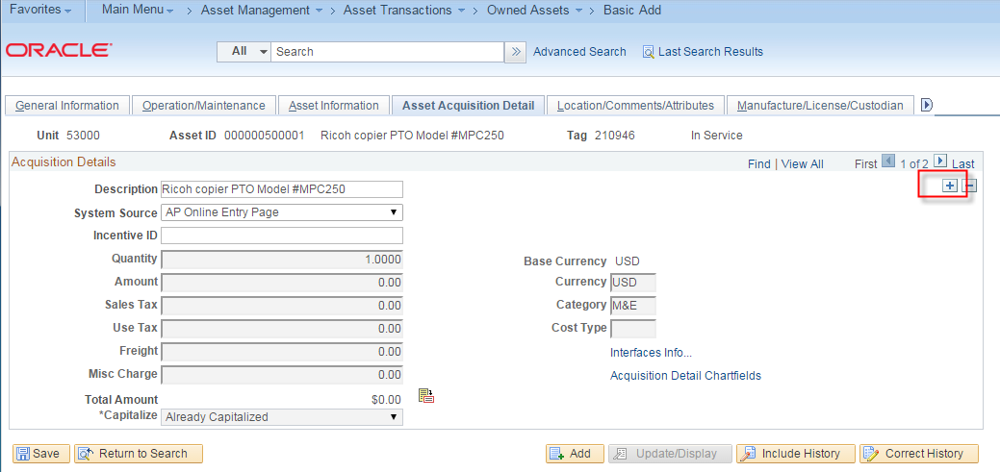 Favorites Main Menu > Asset Management > Asset Transactions > Owned Assets > Basic Add
ORACLE All Search Advanced Search Last Search Results
General Information Operation/Maintenance Asset Information Asset Acquisition Detail Location/Comments/Attributes Manufacture/License/Custodian
Unit 53000 Asset ID 000000500001 Ricoh copier PTO Model #MPC250 Tag 210946 In Service
Acquisition Details Find | View All First 1 of 2 Last
Description Ricoh copier PTO Model #MPC250
System Source AP Online Entry Page
Incentive ID
Quantity 1.0000 Base Currency USD
Amount 0.00 Currency USD
Sales Tax 0.00 Category M&E
Use Tax 0.00 Cost Type
Freight 0.00 Interfaces Info...
Misc Charge 0.00 Acquisition Detail Chartfields
Total Amount $0.00
*Capitalize Already Capitalized
Save Return to Search Add Update/Display Include History Correct History